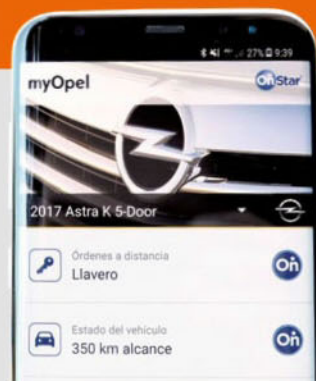 27% 9:39
myOpel
OnStar
2017 Astra K 5-Door
Órdenes a distancia
Llavero
On
Estado del vehículo
350 km alcance
On